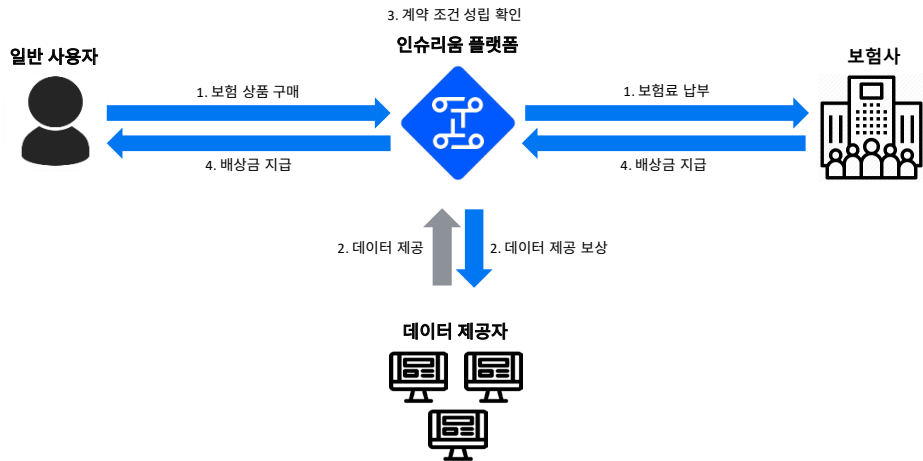 3. 계약 조건 성립 확인
일반 사용자
인슈리움 플랫폼
보험사
1. 보험 상품 구매
1. 보험료 납부
4. 배상금 지급
4. 배상금 지급
2. 데이터 제공
2. 데이터 제공 보상
데이터 제공자